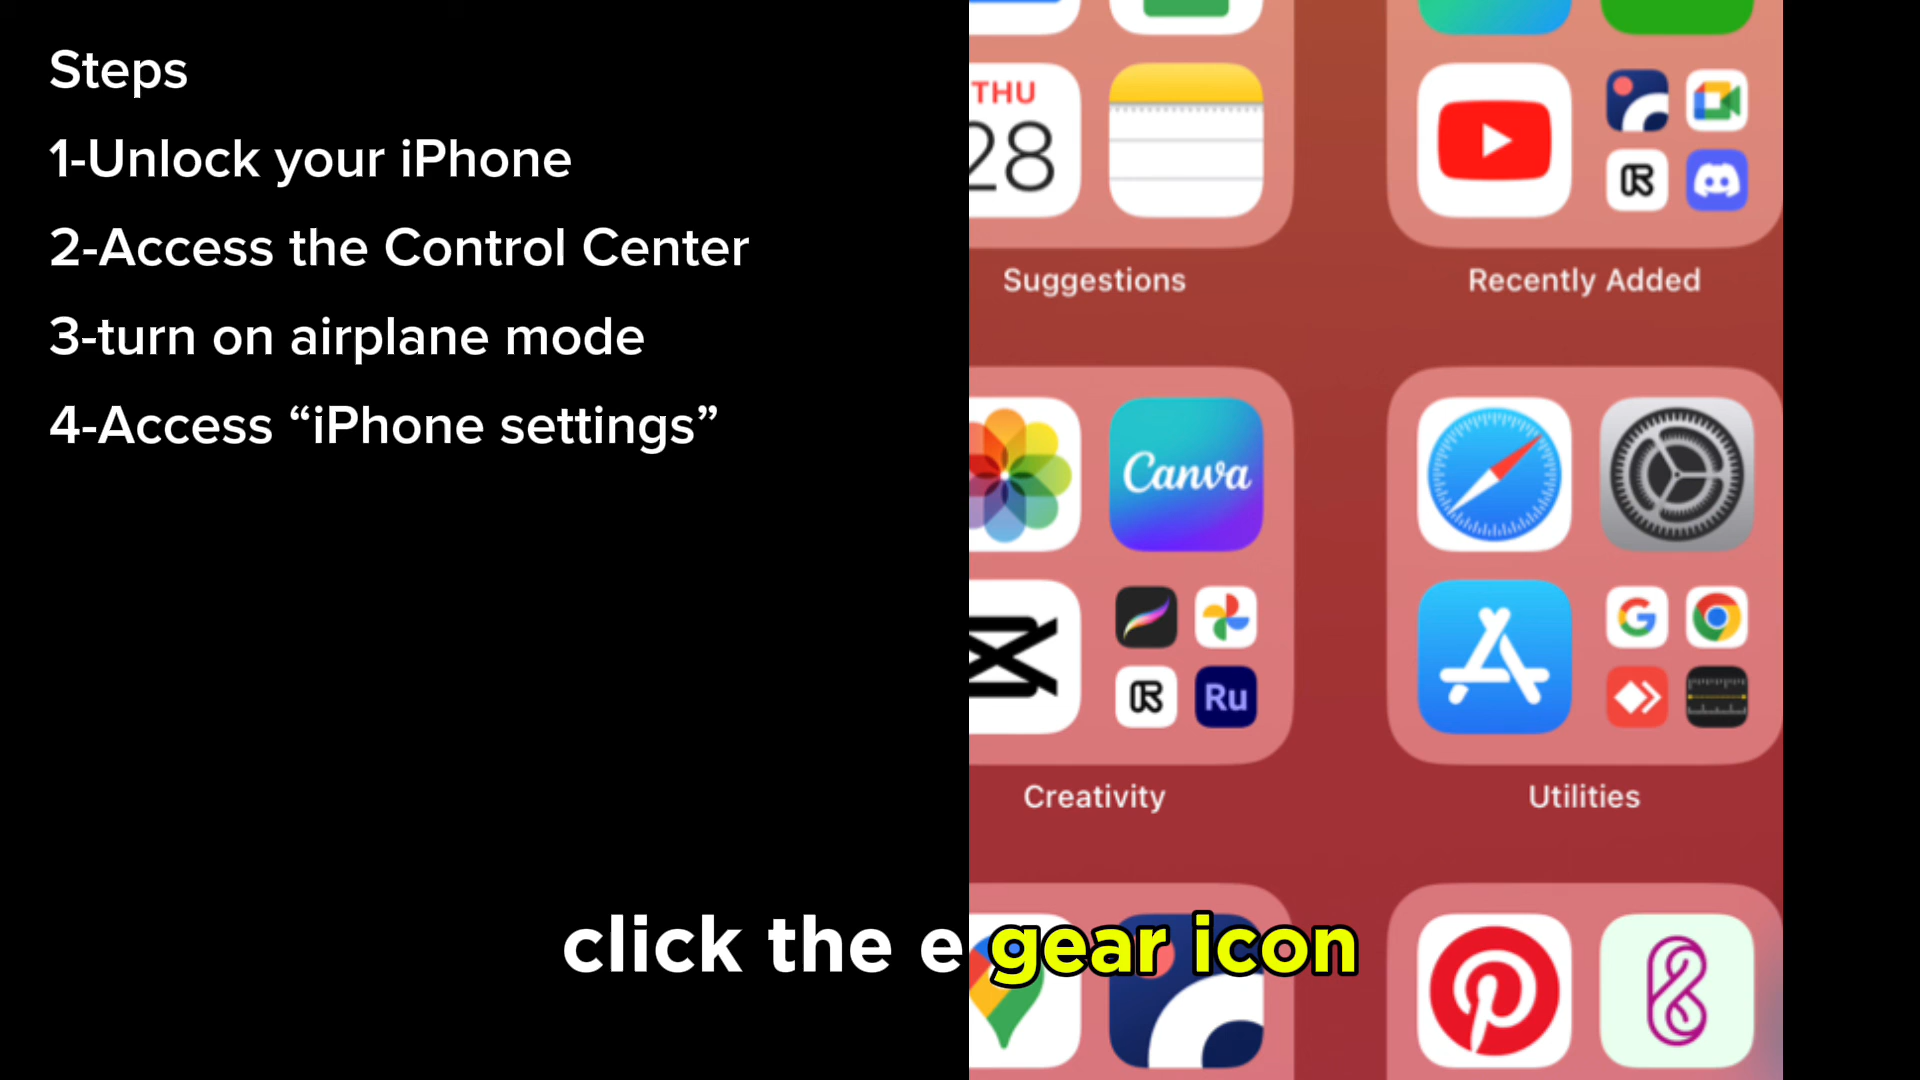 Steps
1-Unlock your iPhone
2-Access the Control Center
3-turn on airplane mode
4-Access “iPhone settings”
THU
28
Suggestions
Recently Added
Canva
Ru
Creativity
Utilities
click the e gear icon